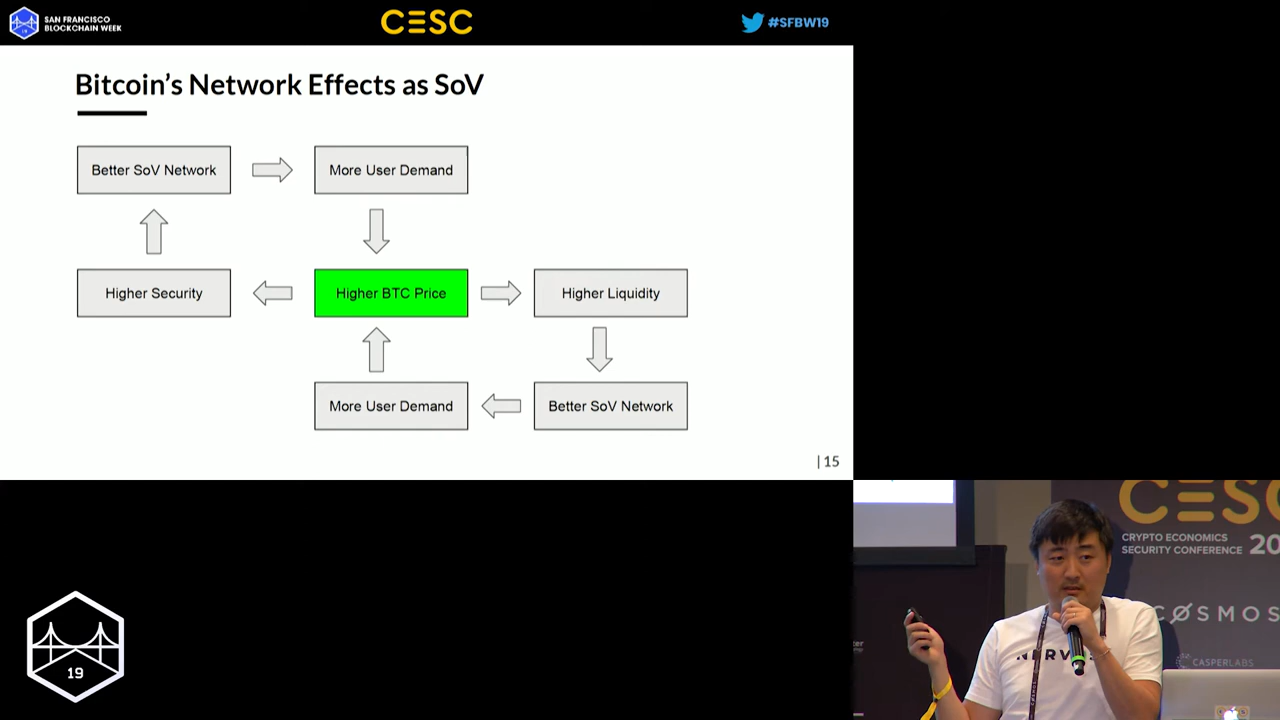 SAN FRANCISCO
BLOCKCHAIN WEEK
19
CESC
#SFBW19
Bitcoin's Network Effects as SoV
Better SoV Network
More User Demand
Higher Security
Higher BTC Price
Higher Liquidity
More User Demand
Better SoV Network
| 15
CESC
CRYPTO ECONOMICS
SECURITY CONFERENCE 20
COSMOS
CASPERLABS
19